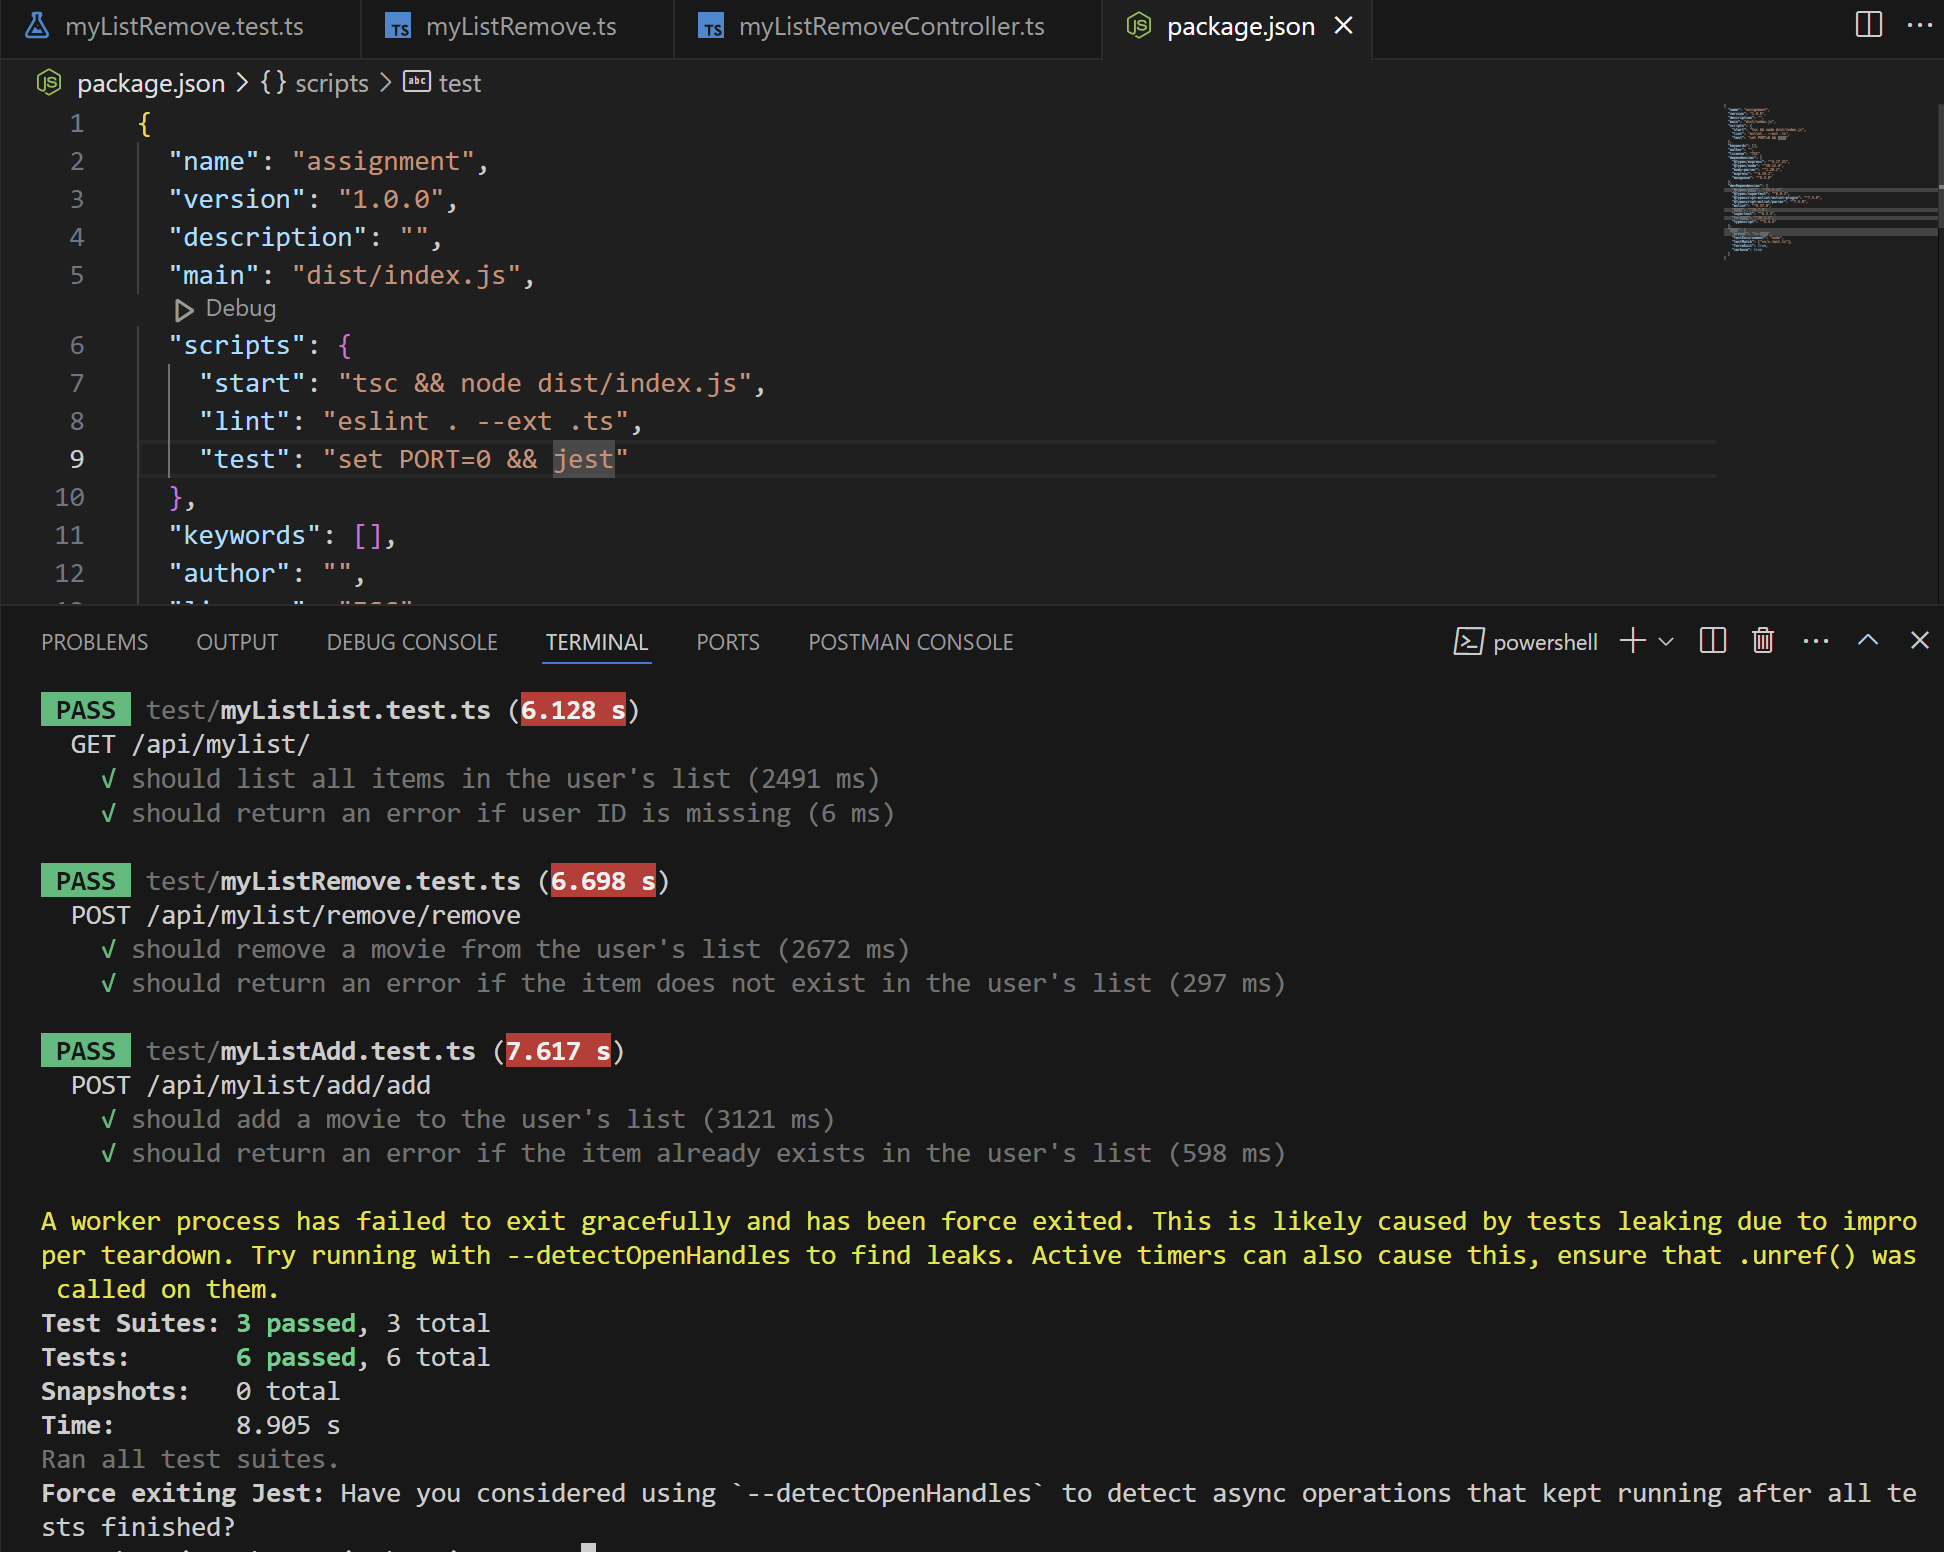 myListRemove.test.ts
TS myListRemove.ts
TS myListRemoveController.ts
JS package.json
JS package.json > {} scripts > abc test
1 {
2 "name": "assignment",
3 "version": "1.0.0",
4 "description": "",
5 "main": "dist/index.js",
Debug
6 "scripts": {
7 "start": "tsc && node dist/index.js",
8 "lint": "eslint . --ext .ts",
9 "test": "set PORT=0 && jest"
10 },
11 "keywords": [],
12 "author": "",
PROBLEMS OUTPUT DEBUG CONSOLE TERMINAL PORTS POSTMAN CONSOLE powershell
PASS test/myListList.test.ts (6.128 s)
GET /api/mylist/
√ should list all items in the user's list (2491 ms)
√ should return an error if user ID is missing (6 ms)
PASS test/myListRemove.test.ts (6.698 s)
POST /api/mylist/remove/remove
√ should remove a movie from the user's list (2672 ms)
√ should return an error if the item does not exist in the user's list (297 ms)
PASS test/myListAdd.test.ts (7.617 s)
POST /api/mylist/add/add
√ should add a movie to the user's list (3121 ms)
√ should return an error if the item already exists in the user's list (598 ms)
A worker process has failed to exit gracefully and has been force exited. This is likely caused by tests leaking due to impro
per teardown. Try running with --detectOpenHandles to find leaks. Active timers can also cause this, ensure that .unref() was
called on them.
Test Suites: 3 passed, 3 total
Tests: 6 passed, 6 total
Snapshots: 0 total
Time: 8.905 s
Ran all test suites.
Force exiting Jest: Have you considered using `--detectOpenHandles` to detect async operations that kept running after all te
sts finished?